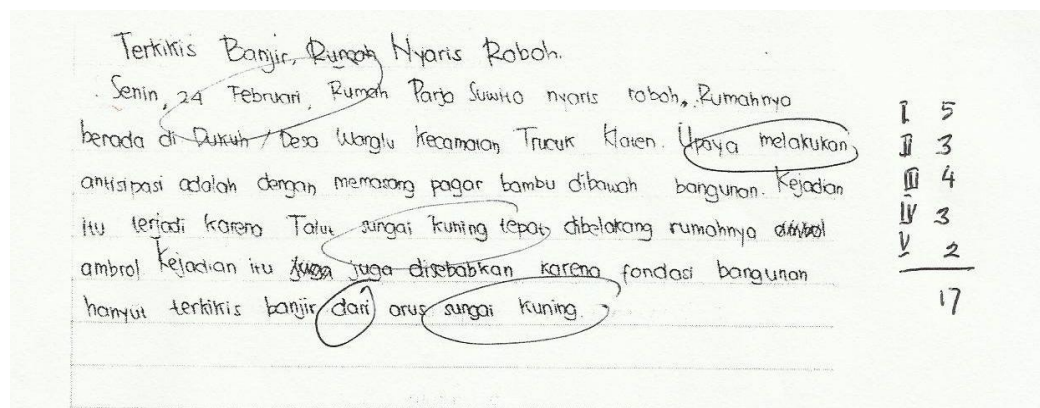 Terkikis Banjir, Rumah Nyaris Roboh.
Senin, 24 Februari, Rumah Parjo Suwito nyaris roboh, Rumahnya
berada di Dukuh / Desa Warglu Kecamatan Trucuk Klaten. Upaya melakukan
antisipasi adalah dengan memasang pagar bambu dibawah bangunan. Kejadian
itu terjadi karena Talut sungai kuning tepat dibelakang rumahnya
ambrol Kejadian itu juga disebabkan karena fondasi bangunan
hanyut terkikis banjir dari arus sungai kuning.
I 5
II 3
III 4
IV 3
V 2
17